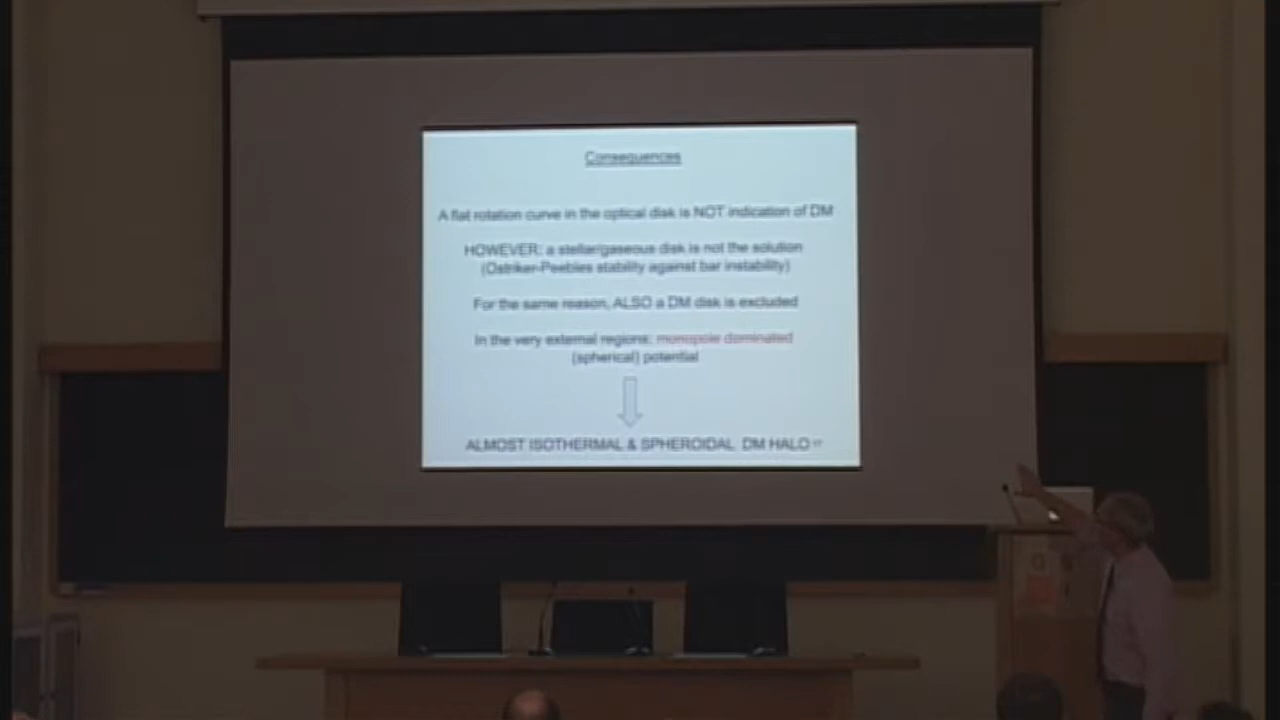 Consequences
A flat rotation curve in the optical disk is NOT indication of DM
HOWEVER: a stellar/gaseous disk is not the solution
(Ostriker-Peebles stability against bar instability)
For the same reason, ALSO a DM disk is excluded
In the very external regions: monopole dominated
(spherical) potential
ALMOST ISOTHERMAL & SPHEROIDAL DM HALO